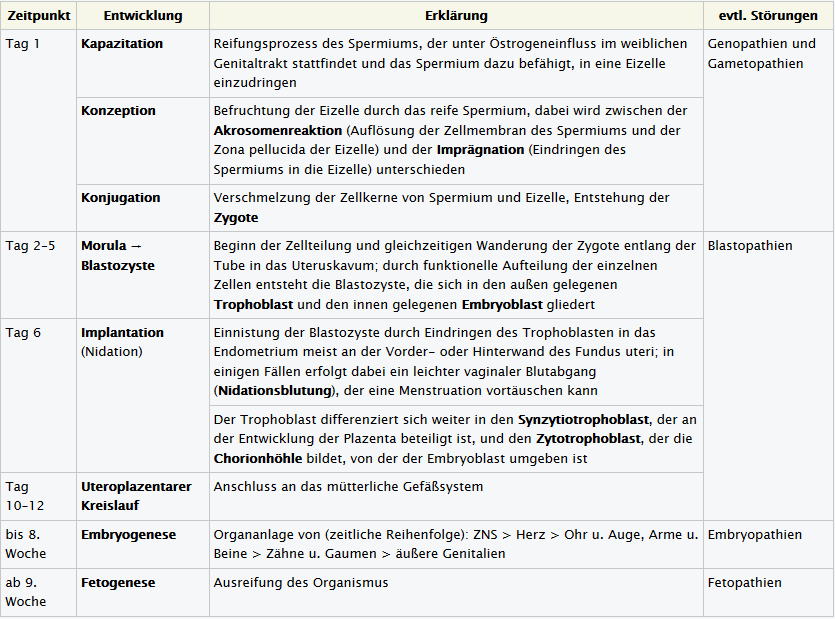 Zeitpunkt Entwicklung Erklärung evtl. Störungen
Tag 1 Kapazitation Reifungsprozess des Spermiums, der unter Östrogeneinfluss im weiblichen Genopathien und
Genitaltrakt stattfindet und das Spermium dazu befähigt, in eine Eizelle Gametopathien
einzudringen
Konzeption Befruchtung der Eizelle durch das reife Spermium, dabei wird zwischen der
Akrosomenreaktion (Auflösung der Zellmembran des Spermiums und der
Zona pellucida der Eizelle) und der Imprägnation (Eindringen des
Spermiums in die Eizelle) unterschieden
Konjugation Verschmelzung der Zellkerne von Spermium und Eizelle, Entstehung der
Zygote
Tag 2–5 Morula → Beginn der Zellteilung und gleichzeitigen Wanderung der Zygote entlang der Blastopathien
Blastozyste Tube in das Uteruskavum; durch funktionelle Aufteilung der einzelnen
Zellen entsteht die Blastozyste, die sich in den außen gelegenen
Trophoblast und den innen gelegenen Embryoblast gliedert
Tag 6 Implantation Einnistung der Blastozyste durch Eindringen des Trophoblasten in das
(Nidation) Endometrium meist an der Vorder- oder Hinterwand des Fundus uteri; in
einigen Fällen erfolgt dabei ein leichter vaginaler Blutabgang
(Nidationsblutung), der eine Menstruation vortäuschen kann
Der Trophoblast differenziert sich weiter in den Synzytiotrophoblast, der an
der Entwicklung der Plazenta beteiligt ist, und den Zytotrophoblast, der die
Chorionhöhle bildet, von der der Embryoblast umgeben ist
Tag Uteroplazentarer Anschluss an das mütterliche Gefäßsystem
10–12 Kreislauf
bis 8. Embryogenese Organanlage von (zeitliche Reihenfolge): ZNS > Herz > Ohr u. Auge, Arme u. Embryopathien
Woche Beine > Zähne u. Gaumen > äußere Genitalien
ab 9. Fetogenese Ausreifung des Organismus Fetopathien
Woche